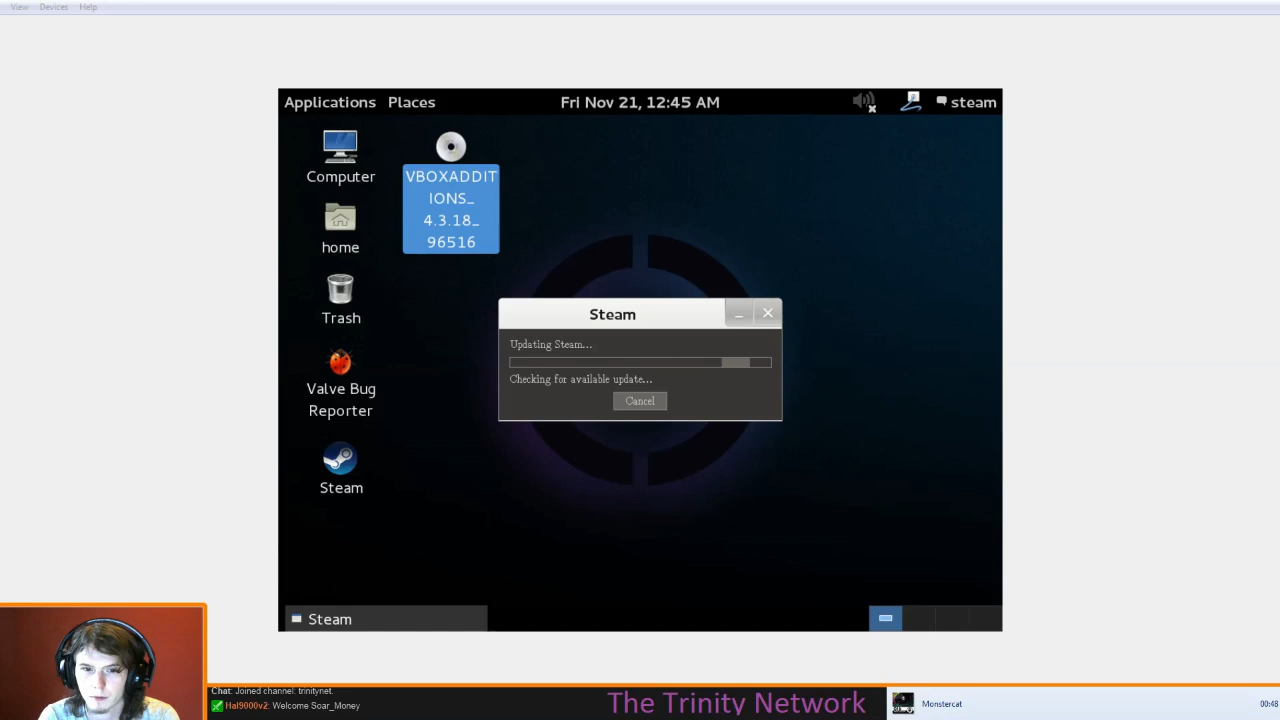 View Devices Help
Applications Places Fri Nov 21, 12:45 AM steam
Computer
VBOXADDIT
IONS_
4.3.18_
96516
home
Trash
Valve Bug
Reporter
Steam
Steam
Updating Steam...
Checking for available update...
Cancel
Steam
Chat: Joined channel: trinitynet.
Hal9000v2: Welcome Soar_Money
The Trinity Network
Monstercat
00:48